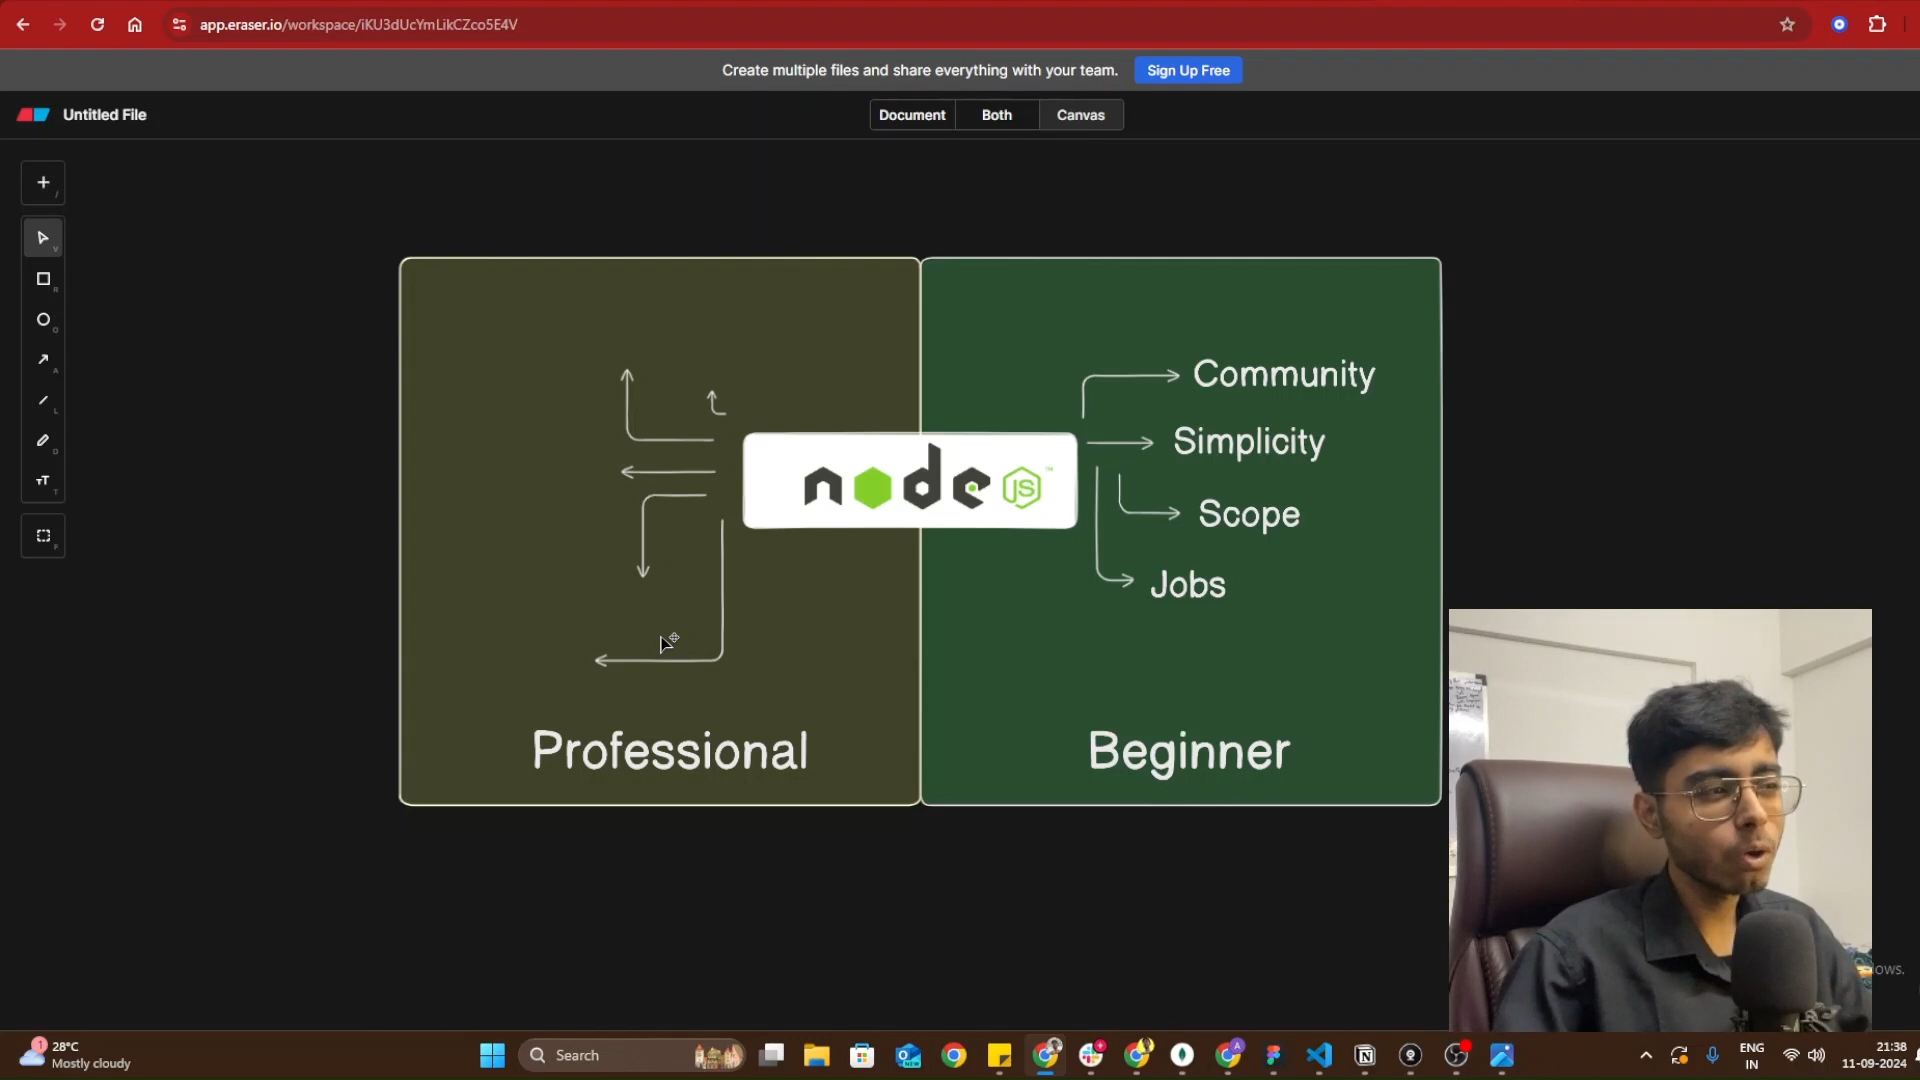 app.eraser.io/workspace/iKU3dUcYmLikCZco5E4V
Create multiple files and share everything with your team. Sign Up Free
Untitled File
Document Both Canvas
Community
node JS ™
Simplicity
Scope
Jobs
Professional
Beginner
ows.
28°C
Mostly cloudy
Search
ENG
IN
21:38
11-09-2024